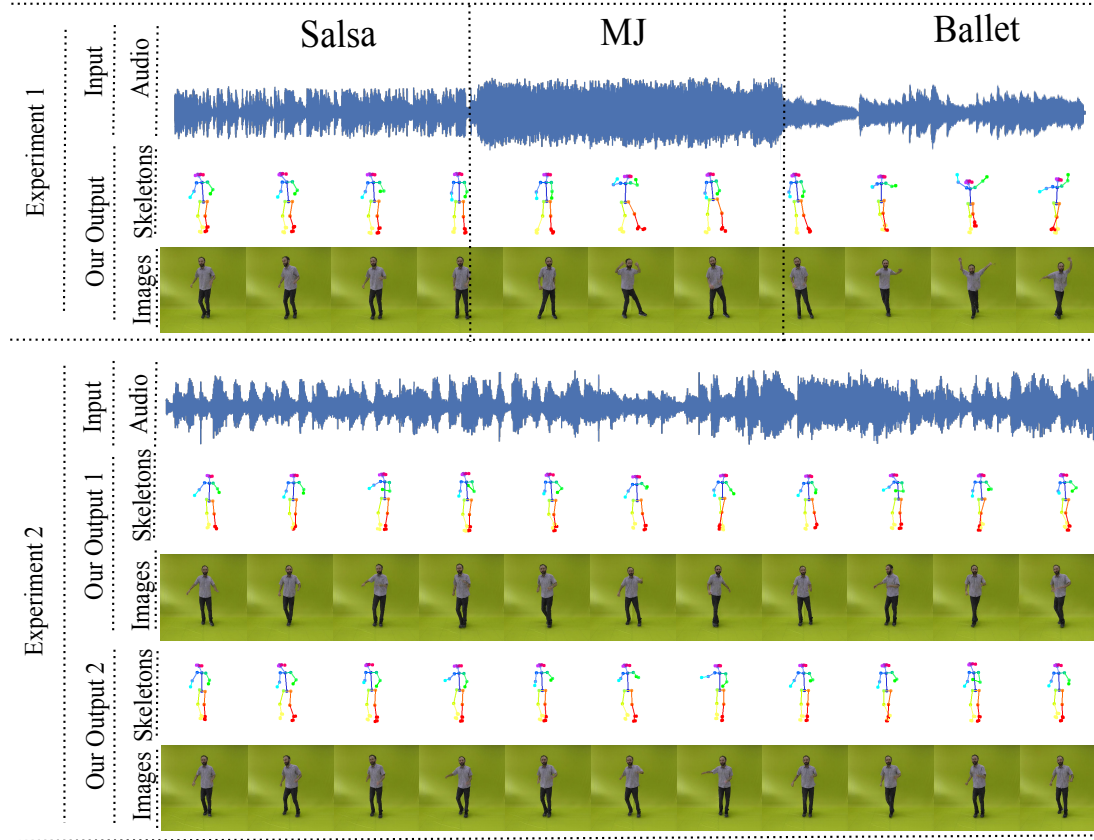 Salsa
MJ
Ballet
Experiment 1
Input
Audio
Our Output
Skeletons
Images
Experiment 2
Input
Audio
Our Output 1
Skeletons
Images
Our Output 2
Skeletons
Images